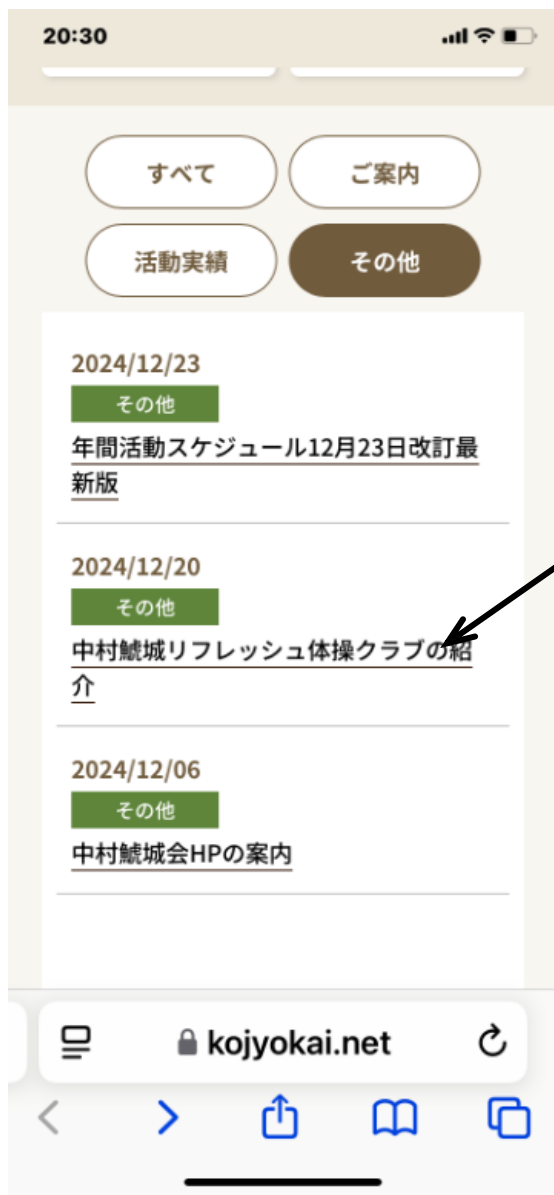 20:30
すべて
ご案内
活動実績
その他
2024/12/23
その他
年間活動スケジュール12月23日改訂最
新版
2024/12/20
その他
中村鯱城リフレッシュ体操クラブの紹
介
2024/12/06
その他
中村鯱城会HPの案内
kojyokai.net